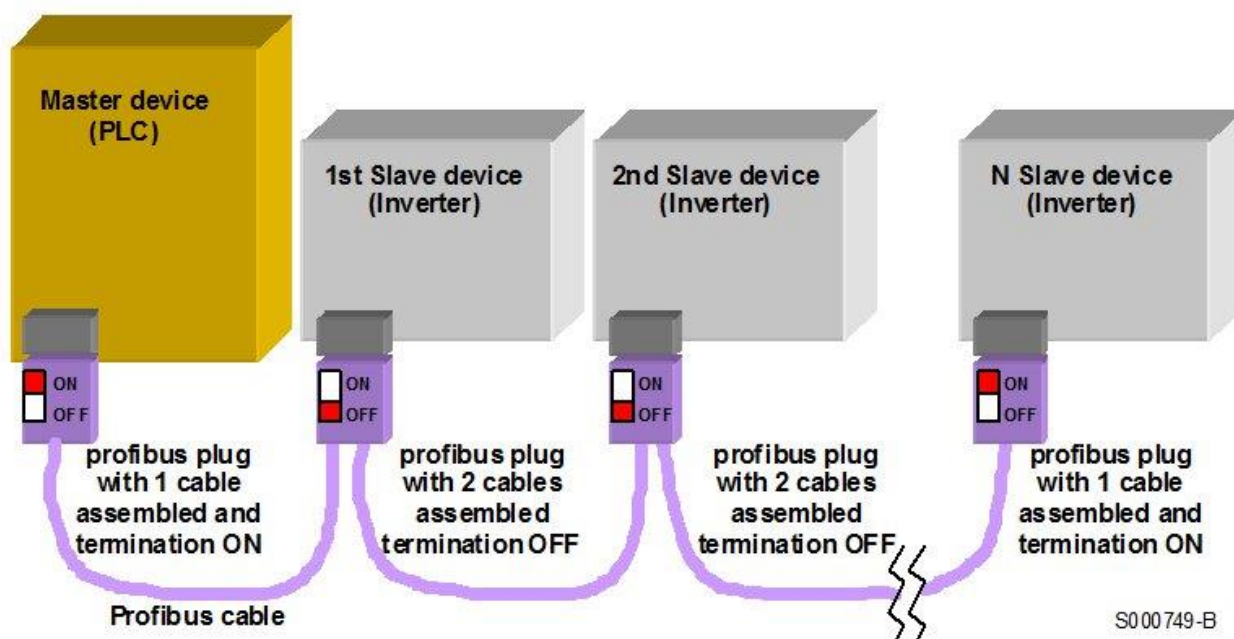 Master device
(PLC)
1st Slave device
(Inverter)
2nd Slave device
(Inverter)
N Slave device
(Inverter)
ON
OFF
ON
OFF
ON
OFF
ON
OFF
profibus plug
with 1 cable
assembled and
termination ON
profibus plug
with 2 cables
assembled
termination OFF
profibus plug
with 2 cables
assembled
termination OFF
profibus plug
with 1 cable
assembled and
termination ON
Profibus cable
S000749-B